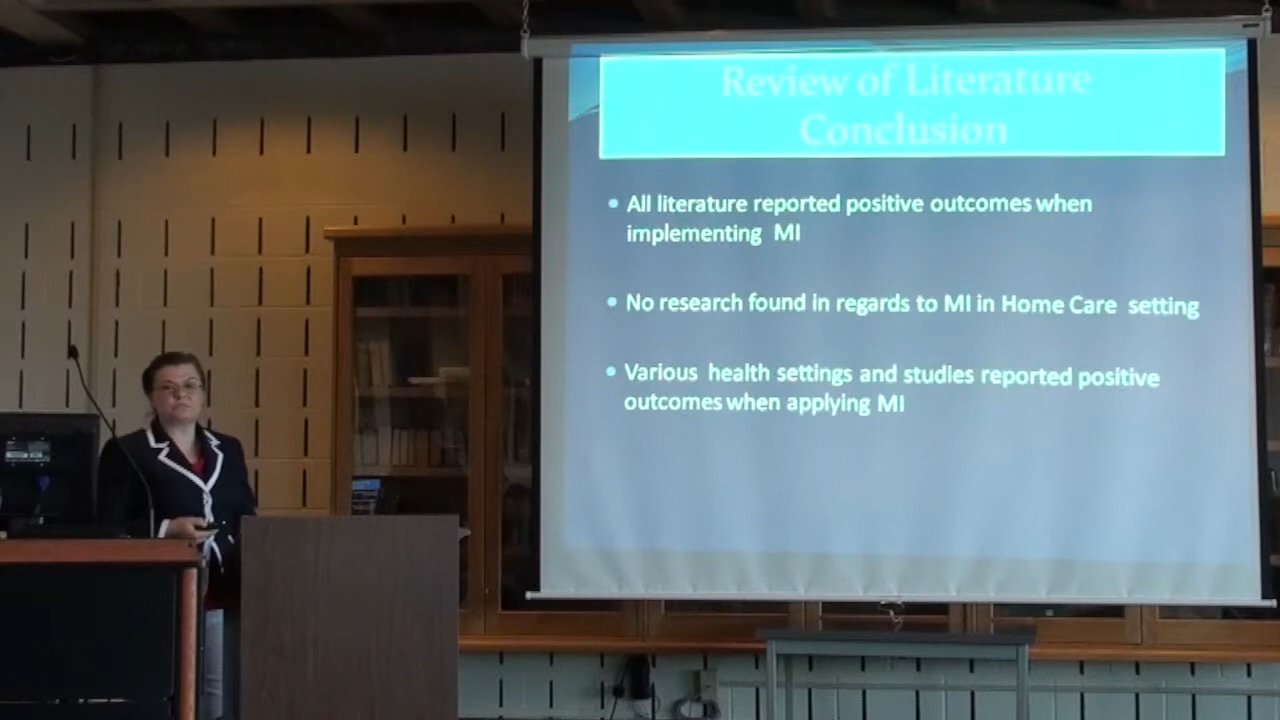 Review of Literature
Conclusion
• All literature reported positive outcomes when
implementing MI
• No research found in regards to MI in Home Care setting
• Various health settings and studies reported positive
outcomes when applying MI